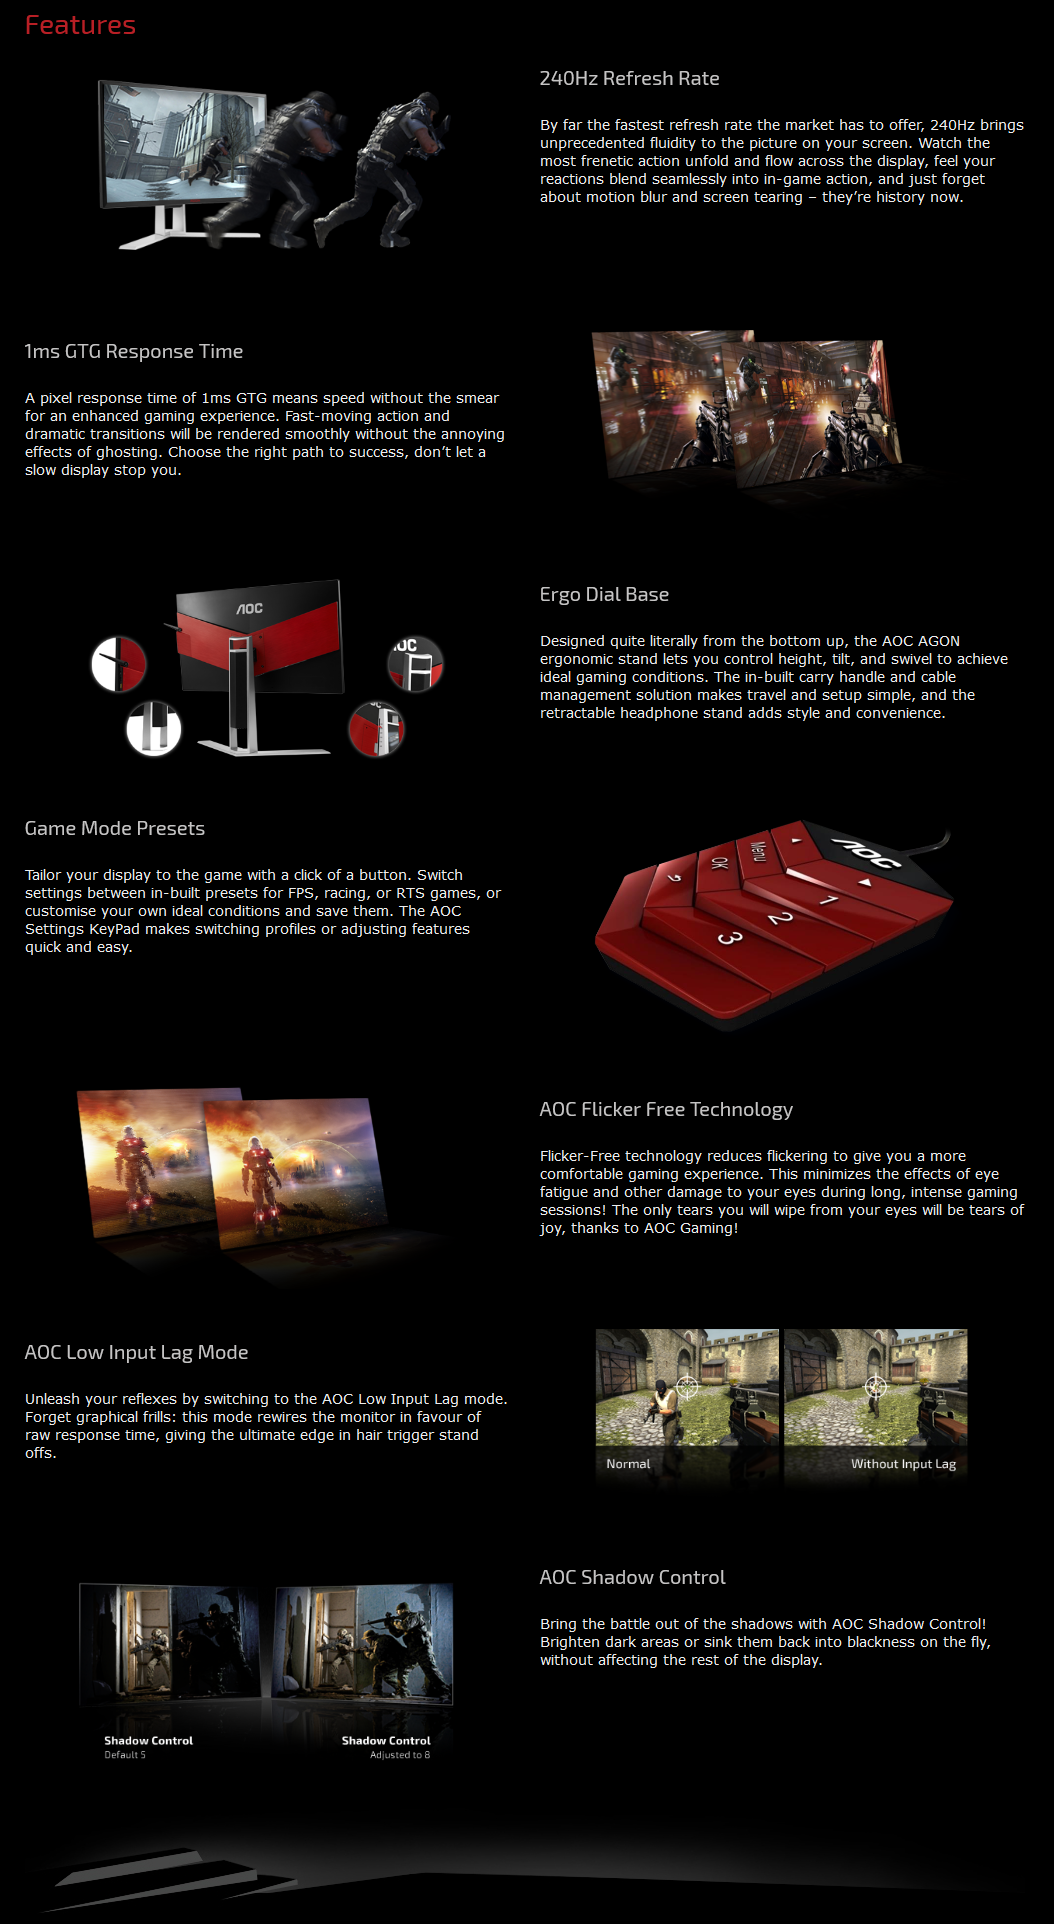 Features
240Hz Refresh Rate
By far the fastest refresh rate the market has to offer, 240Hz brings
unprecedented fluidity to the picture on your screen. Watch the
most frenetic action unfold and flow across the display, feel your
reactions blend seamlessly into in-game action, and just forget
about motion blur and screen tearing – they’re history now.
1ms GTG Response Time
A pixel response time of 1ms GTG means speed without the smear
for an enhanced gaming experience. Fast-moving action and
dramatic transitions will be rendered smoothly without the annoying
effects of ghosting. Choose the right path to success, don’t let a
slow display stop you.
AOC
OC
Ergo Dial Base
Designed quite literally from the bottom up, the AOC AGON
ergonomic stand lets you control height, tilt, and swivel to achieve
ideal gaming conditions. The in-built carry handle and cable
management solution makes travel and setup simple, and the
retractable headphone stand adds style and convenience.
Game Mode Presets
Tailor your display to the game with a click of a button. Switch
settings between in-built presets for FPS, racing, or RTS games, or
customise your own ideal conditions and save them. The AOC
Settings KeyPad makes switching profiles or adjusting features
quick and easy.
AOC
Menu
OK
1
2
3
AOC Flicker Free Technology
Flicker-Free technology reduces flickering to give you a more
comfortable gaming experience. This minimizes the effects of eye
fatigue and other damage to your eyes during long, intense gaming
sessions! The only tears you will wipe from your eyes will be tears of
joy, thanks to AOC Gaming!
AOC Low Input Lag Mode
Unleash your reflexes by switching to the AOC Low Input Lag mode.
Forget graphical frills: this mode rewires the monitor in favour of
raw response time, giving the ultimate edge in hair trigger stand
offs.
Normal
Without Input Lag
AOC Shadow Control
Bring the battle out of the shadows with AOC Shadow Control!
Brighten dark areas or sink them back into blackness on the fly,
without affecting the rest of the display.
Shadow Control
Default 5
Shadow Control
Adjusted to 8